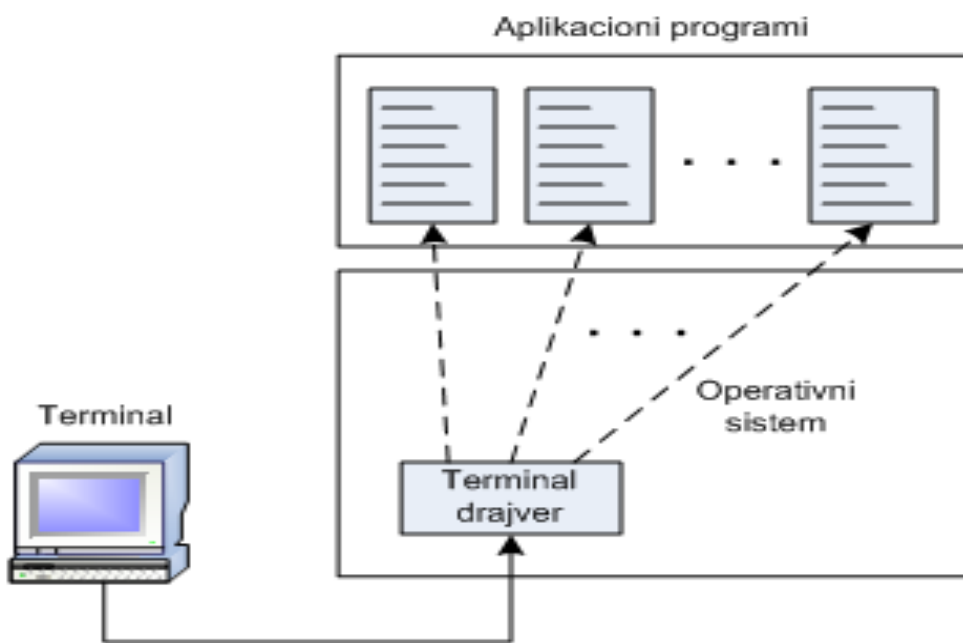 Aplikacioni programi
Operativni
sistem
Terminal
Terminal
drajver